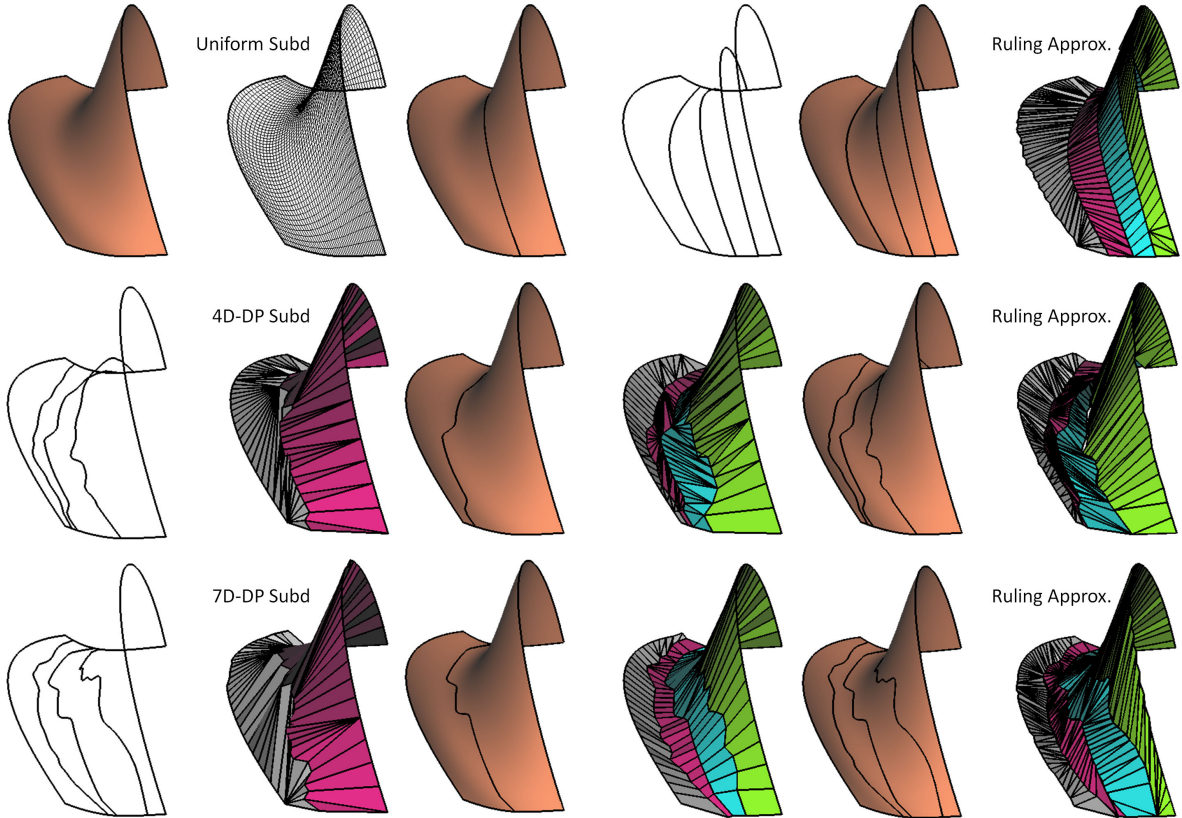 Uniform Subd
Ruling Approx.
4D-DP Subd
Ruling Approx.
7D-DP Subd
Ruling Approx.